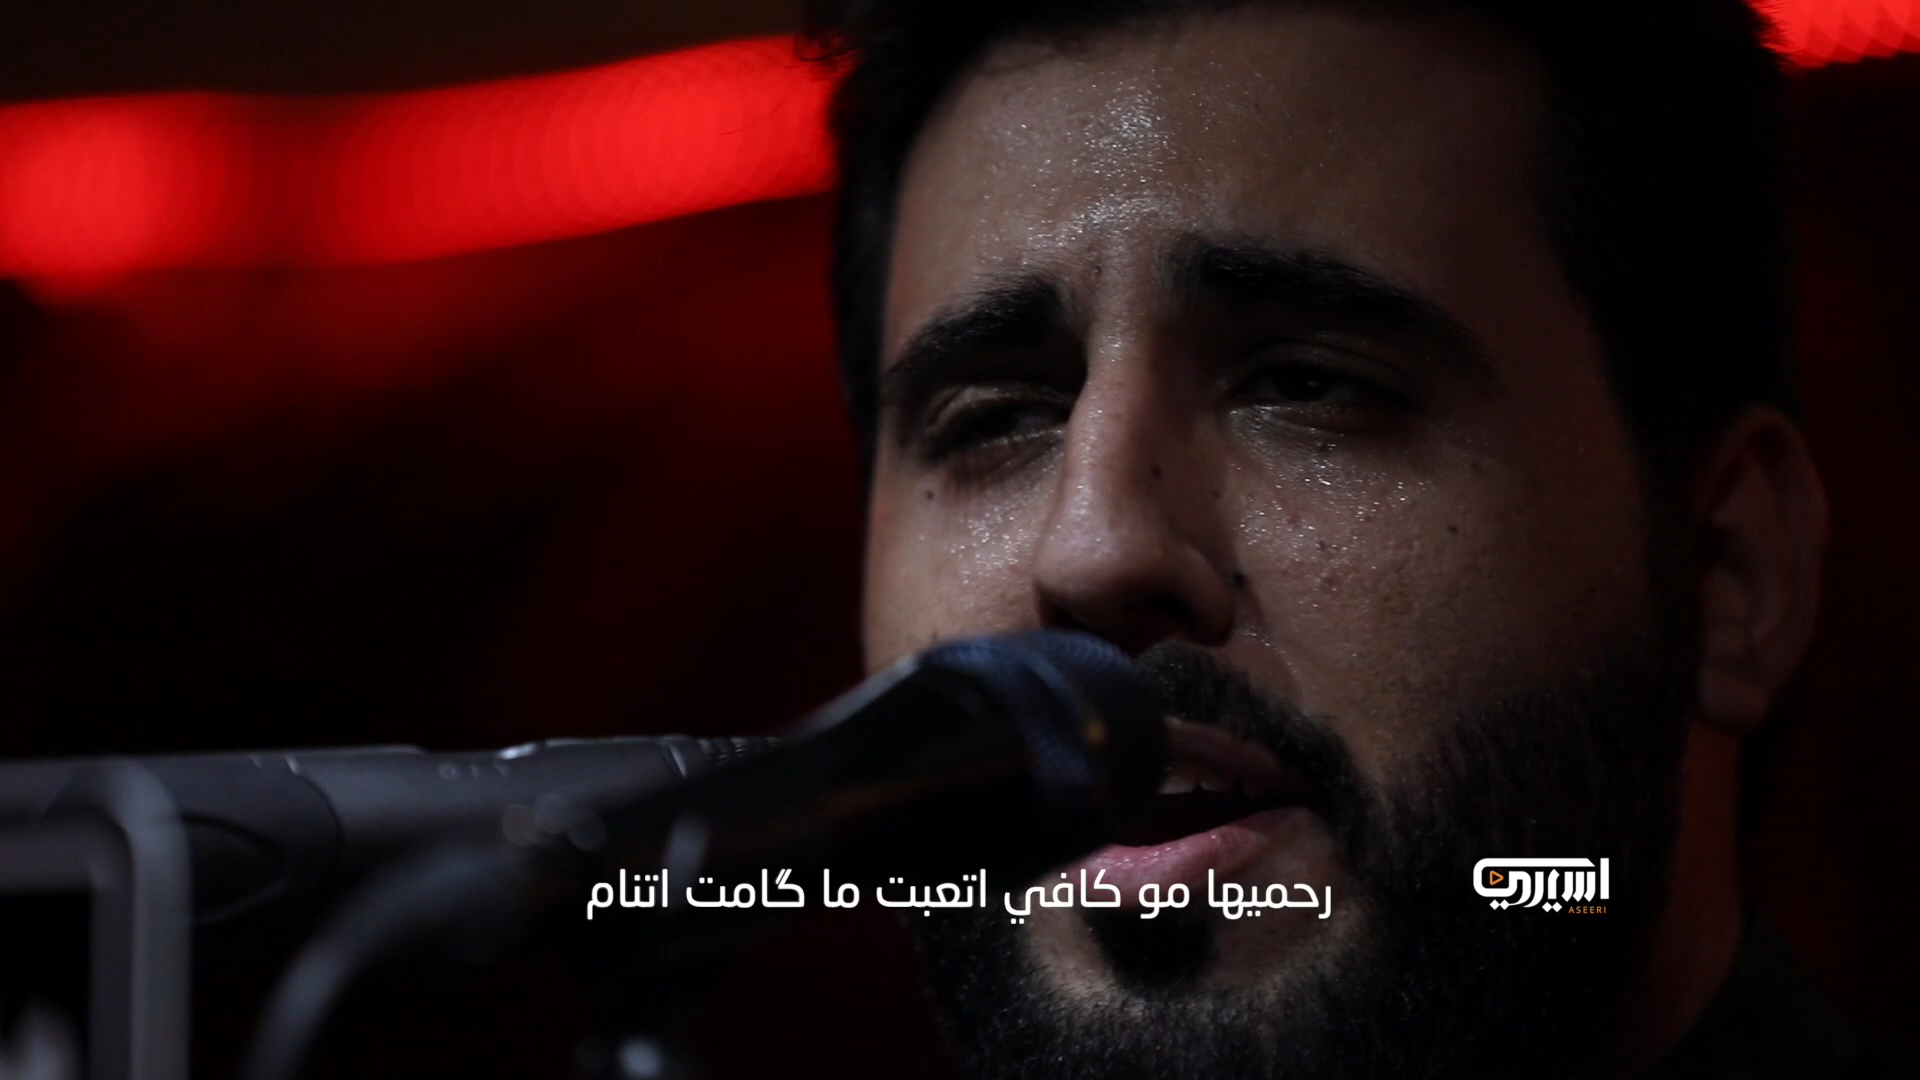 رحميها مو كافي اتعبت ما گامت اتنام
اسيري
ASEERI